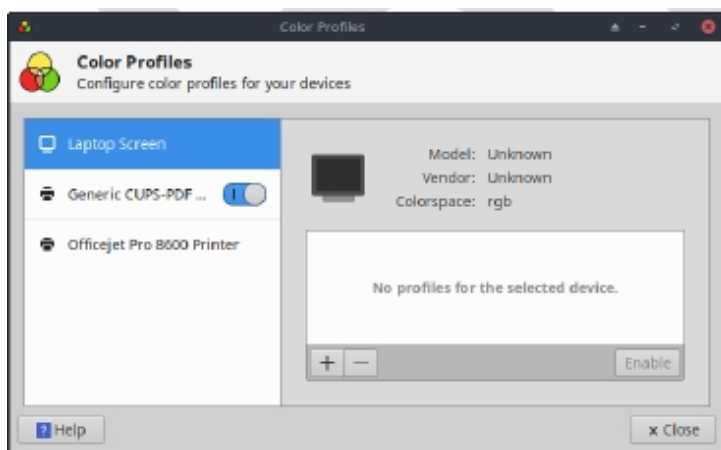 Color Profiles
Color Profiles
Configure color profiles for your devices
Laptop Screen
Generic CUPS-PDF ...
Officejet Pro 8600 Printer
Model: Unknown
Vendor: Unknown
Colorspace: rgb
No profiles for the selected device.
+ −
Enable
? Help
x Close